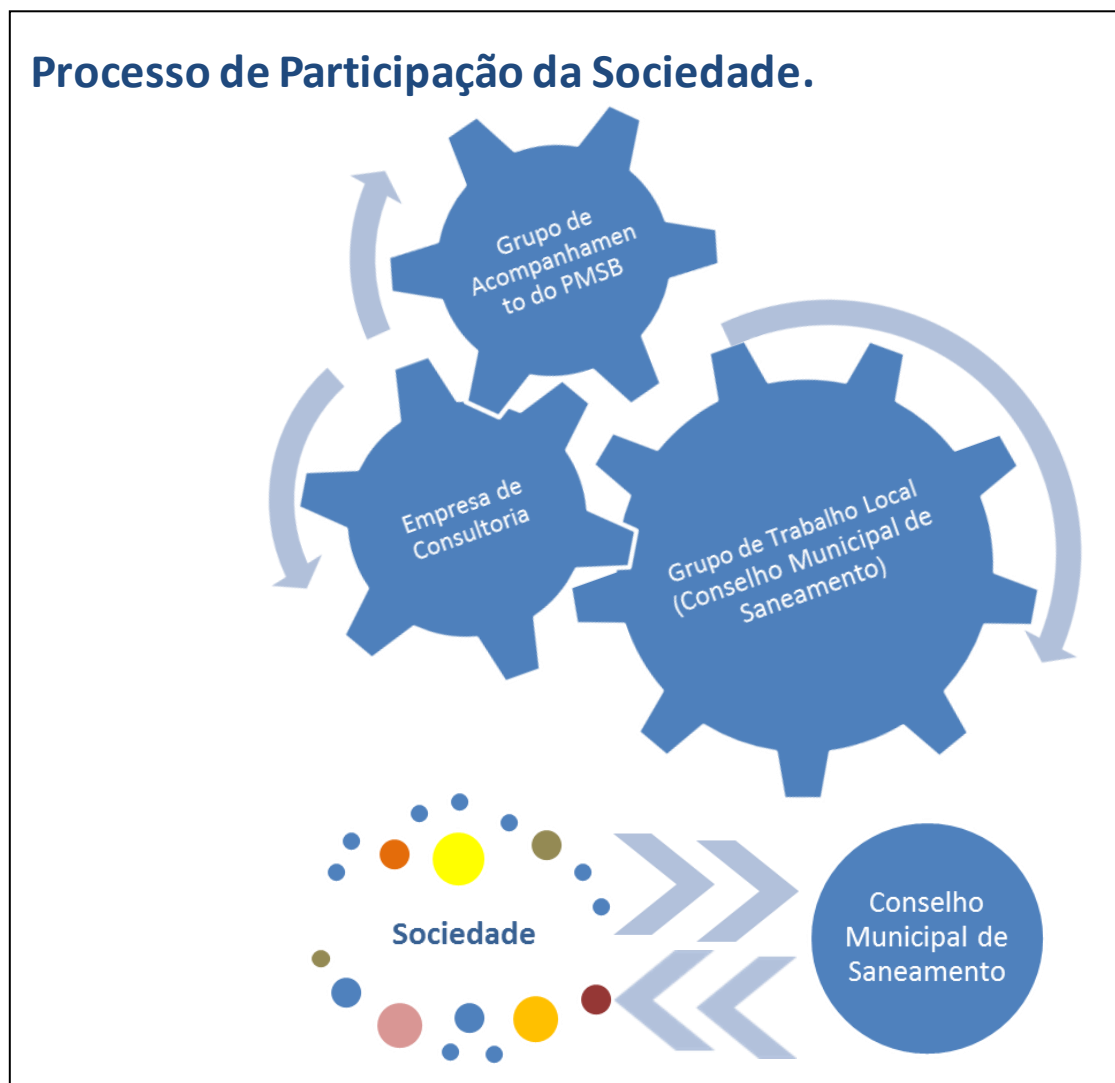 Processo de Participação da Sociedade.
Grupo de
Acompanhamen
to do PMSB
Empresa de
Consultoria
Grupo de Trabalho Local
(Conselho Municipal de
Saneamento)
Sociedade
Conselho
Municipal de
Saneamento